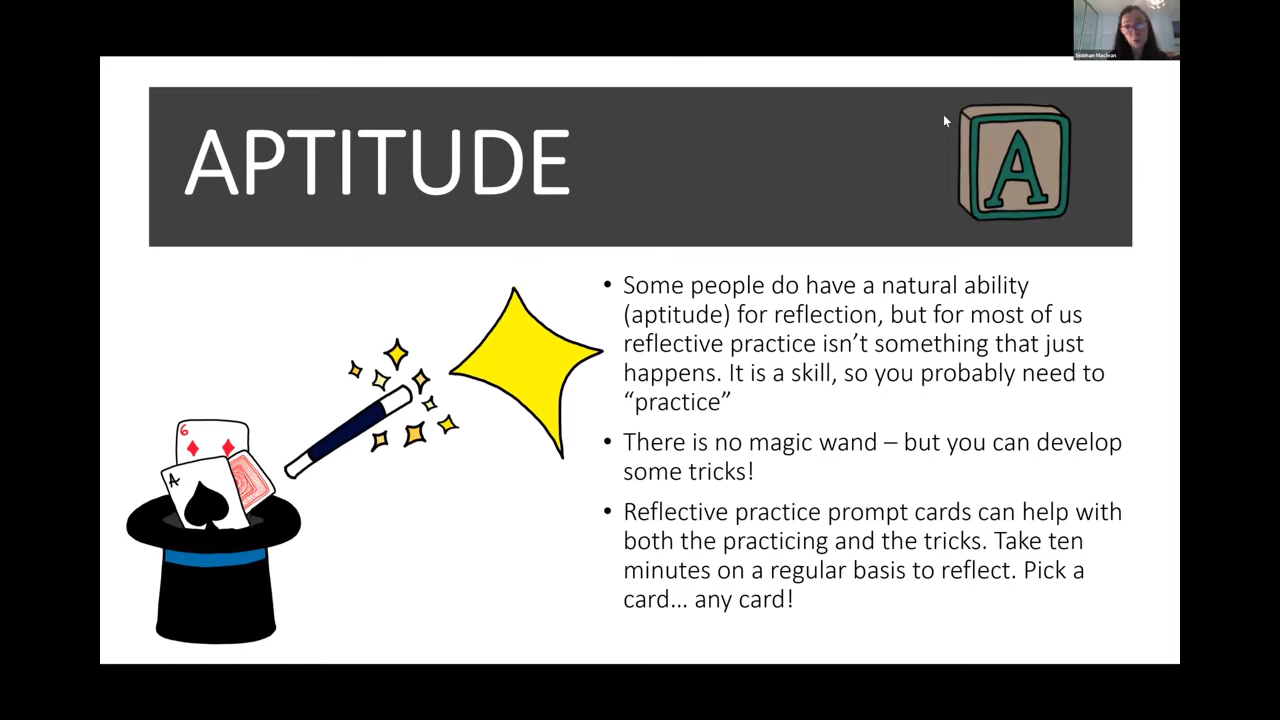 Siobhan Maclean
APTITUDE
A
• Some people do have a natural ability
(aptitude) for reflection, but for most of us
reflective practice isn’t something that just
happens. It is a skill, so you probably need to
“practice”
• There is no magic wand – but you can develop
some tricks!
• Reflective practice prompt cards can help with
both the practicing and the tricks. Take ten
minutes on a regular basis to reflect. Pick a
card... any card!
6
A